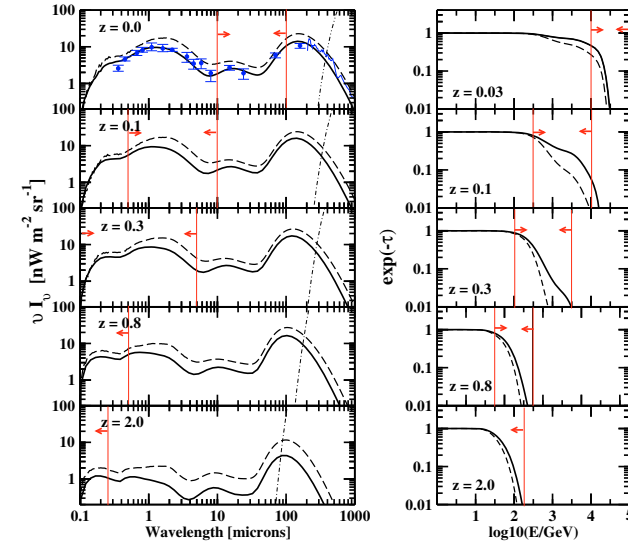 z = 0.0
100
10
1
100
z = 0.1
10
1
100
z = 0.3
10
1
100
z = 0.8
10
1
100
z = 2.0
10
1
0.1 1 10 100 1000
Wavelength [microns]
υ I_υ [nW m⁻² sr⁻¹]
1
0.1
0.01
z = 0.03
1
0.1
0.01
z = 0.1
1
0.1
0.01
z = 0.3
1
0.1
0.01
z = 0.8
1
0.1
0.01
z = 2.0
0 1 2 3 4 5
log10(E/GeV)
exp(-τ)